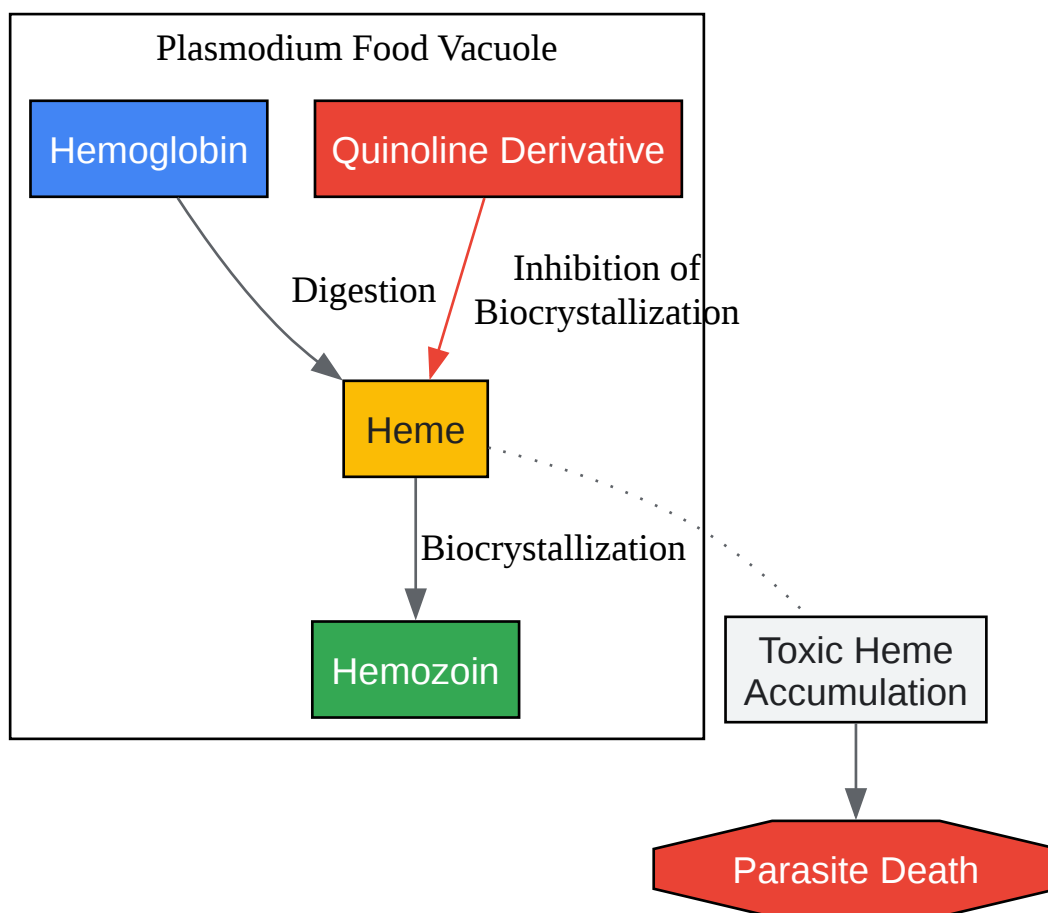 Plasmodium Food Vacuole
Hemoglobin
Quinoline Derivative
Digestion
Inhibition of
Biocrystallization
Heme
Biocrystallization
Hemozoin
Toxic Heme
Accumulation
Parasite Death